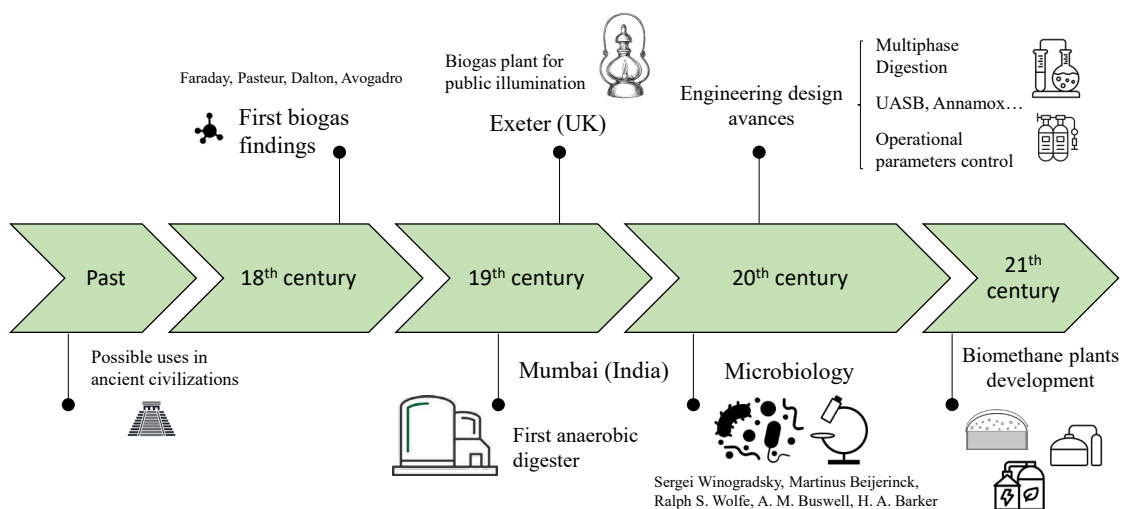 Faraday, Pasteur, Dalton, Avogadro
First biogas
findings
Biogas plant for
public illumination
Exeter (UK)
Engineering design
avances
Multiphase
Digestion
UASB, Annamox…
Operational
parameters control
Past
18th century
19th century
20th century
21th
century
Possible uses in
ancient civilizations
Mumbai (India)
First anaerobic
digester
Microbiology
Sergei Winogradsky, Martinus Beijerinck,
Ralph S. Wolfe, A. M. Buswell, H. A. Barker
Biomethane plants
development